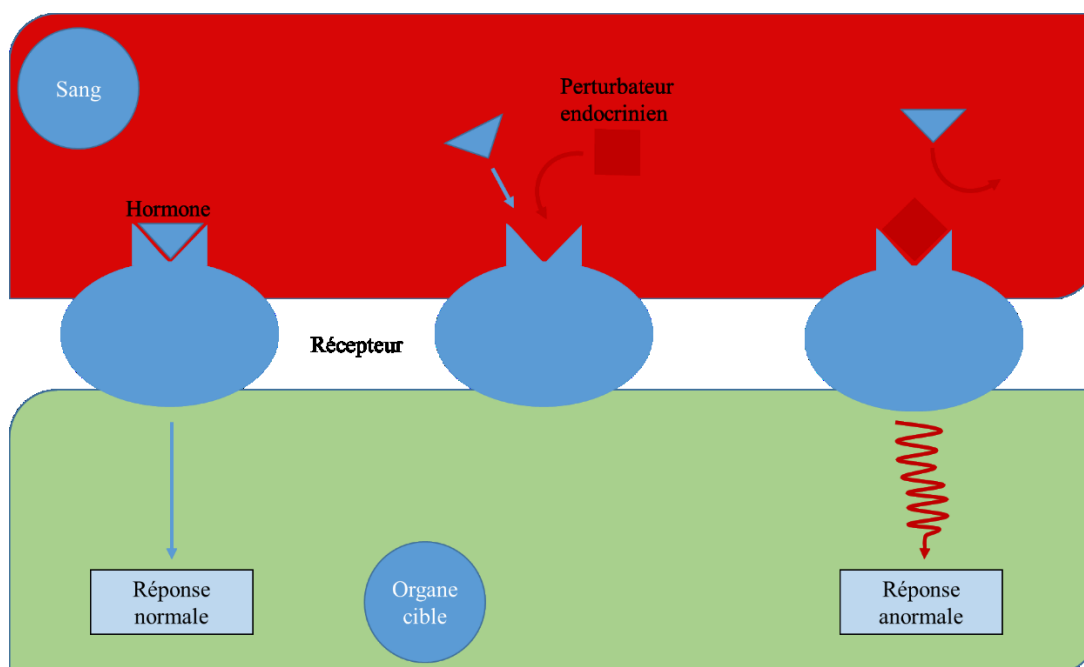 Sang
Perturbateur
endocrinien
Hormone
Récepteur
Réponse
normale
Organe
cible
Réponse
anormale